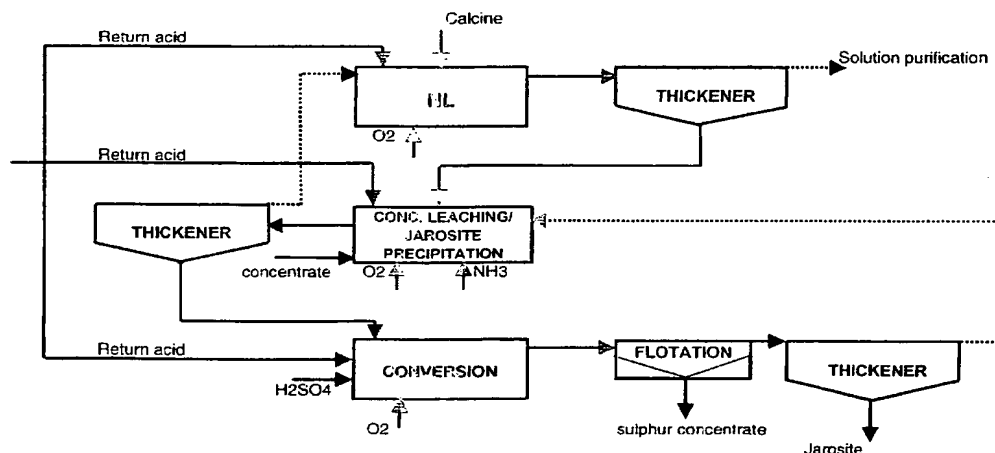 Calcine
Return acid
Solution purification
NL
THICKENER
O2
Return acid
CONC. LEACHING/
JAROSITE
PRECIPITATION
THICKENER
concentrate
O2
NH3
Return acid
CONVERSION
FLOTATION
THICKENER
H2SO4
O2
sulphur concentrate
Jarosite